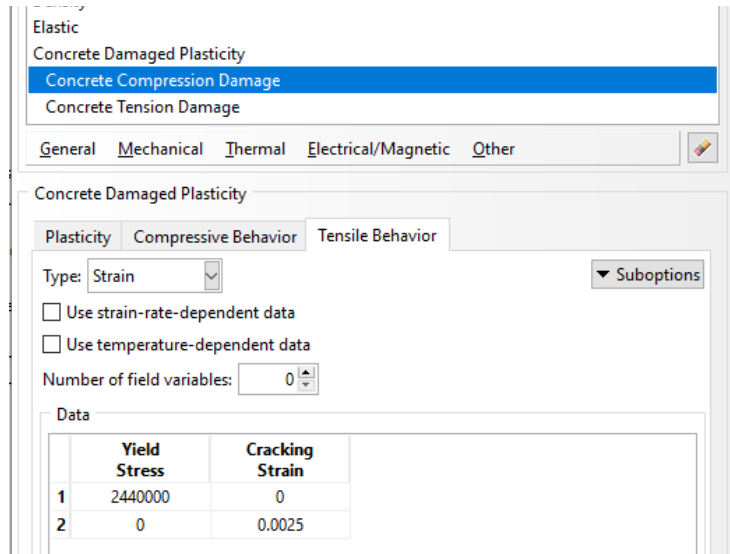 Elastic
Concrete Damaged Plasticity
Concrete Compression Damage
Concrete Tension Damage
General Mechanical Thermal Electrical/Magnetic Other
Concrete Damaged Plasticity
Plasticity Compressive Behavior Tensile Behavior
Type: Strain Suboptions
Use strain-rate-dependent data
Use temperature-dependent data
Number of field variables: 0
Data
Yield Stress Cracking Strain
1 2440000 0
2 0 0.0025